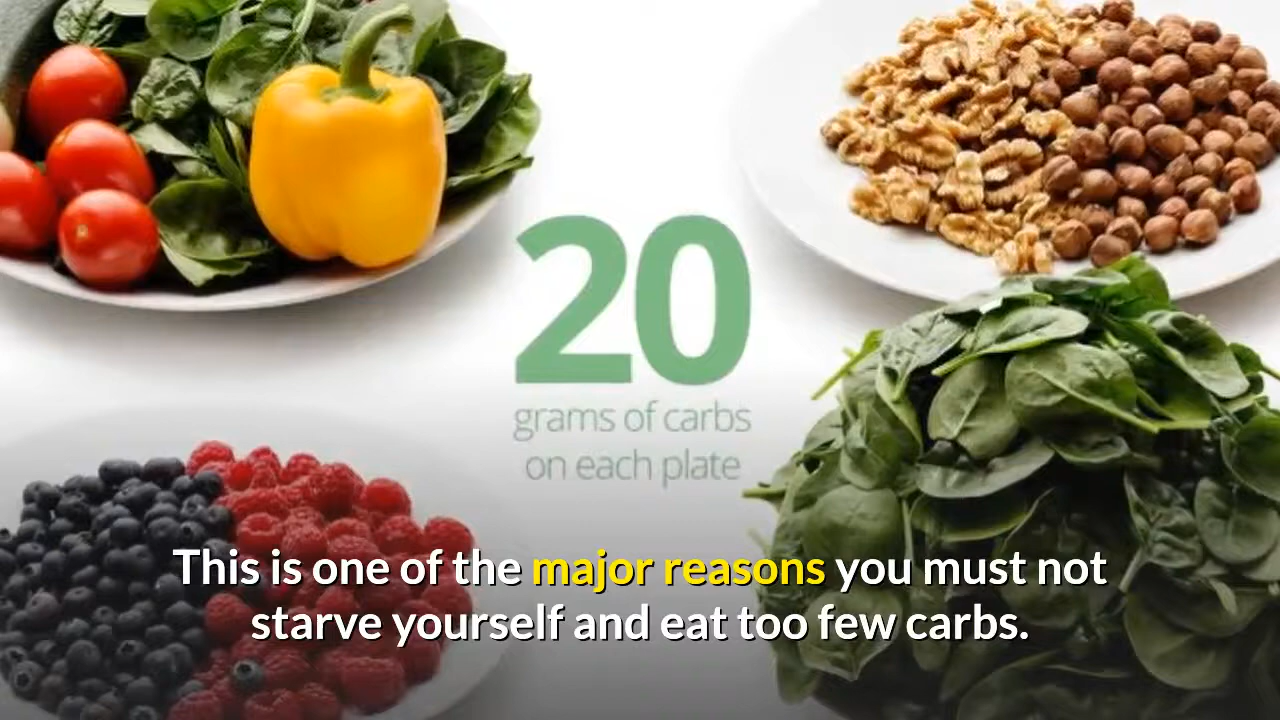 20
grams of carbs
on each plate
This is one of the major reasons you must not
starve yourself and eat too few carbs.